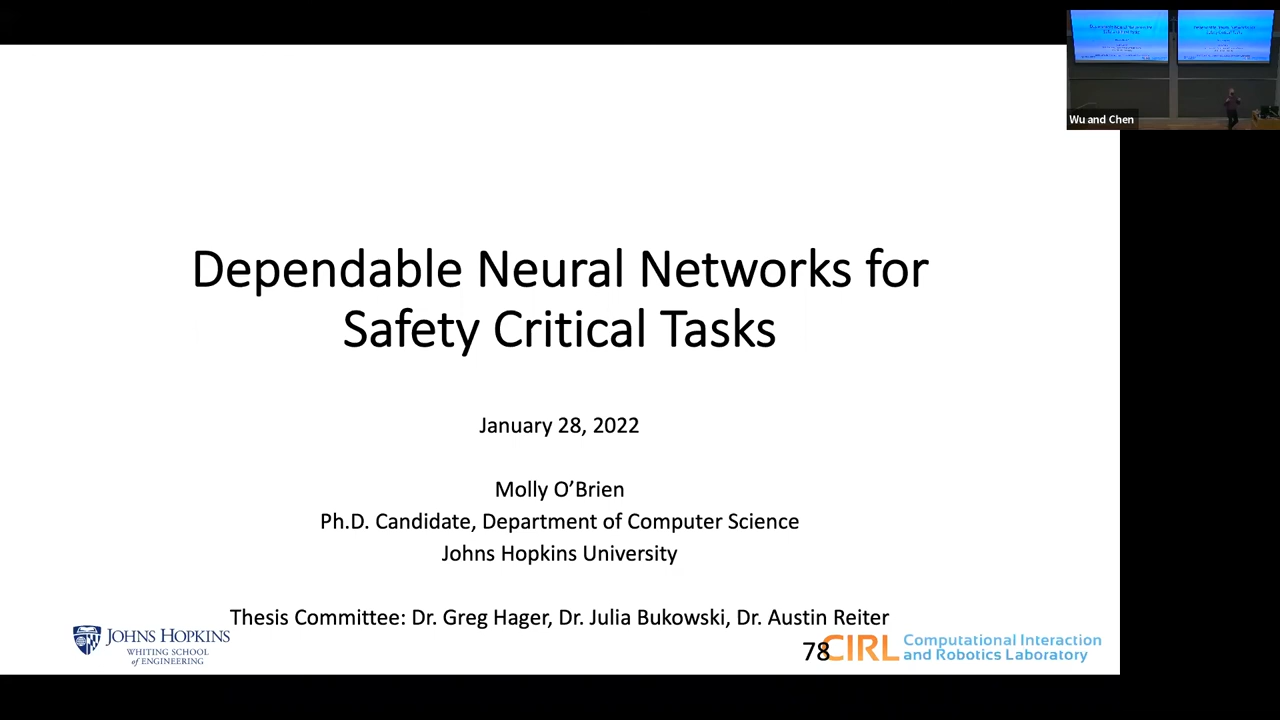 Wu and Chen
Dependable Neural Networks for
Safety Critical Tasks
January 28, 2022
Molly O’Brien
Ph.D. Candidate, Department of Computer Science
Johns Hopkins University
Thesis Committee: Dr. Greg Hager, Dr. Julia Bukowski, Dr. Austin Reiter
JOHNS HOPKINS
WHITING SCHOOL
of ENGINEERING
78
CIRL
Computational Interaction
and Robotics Laboratory